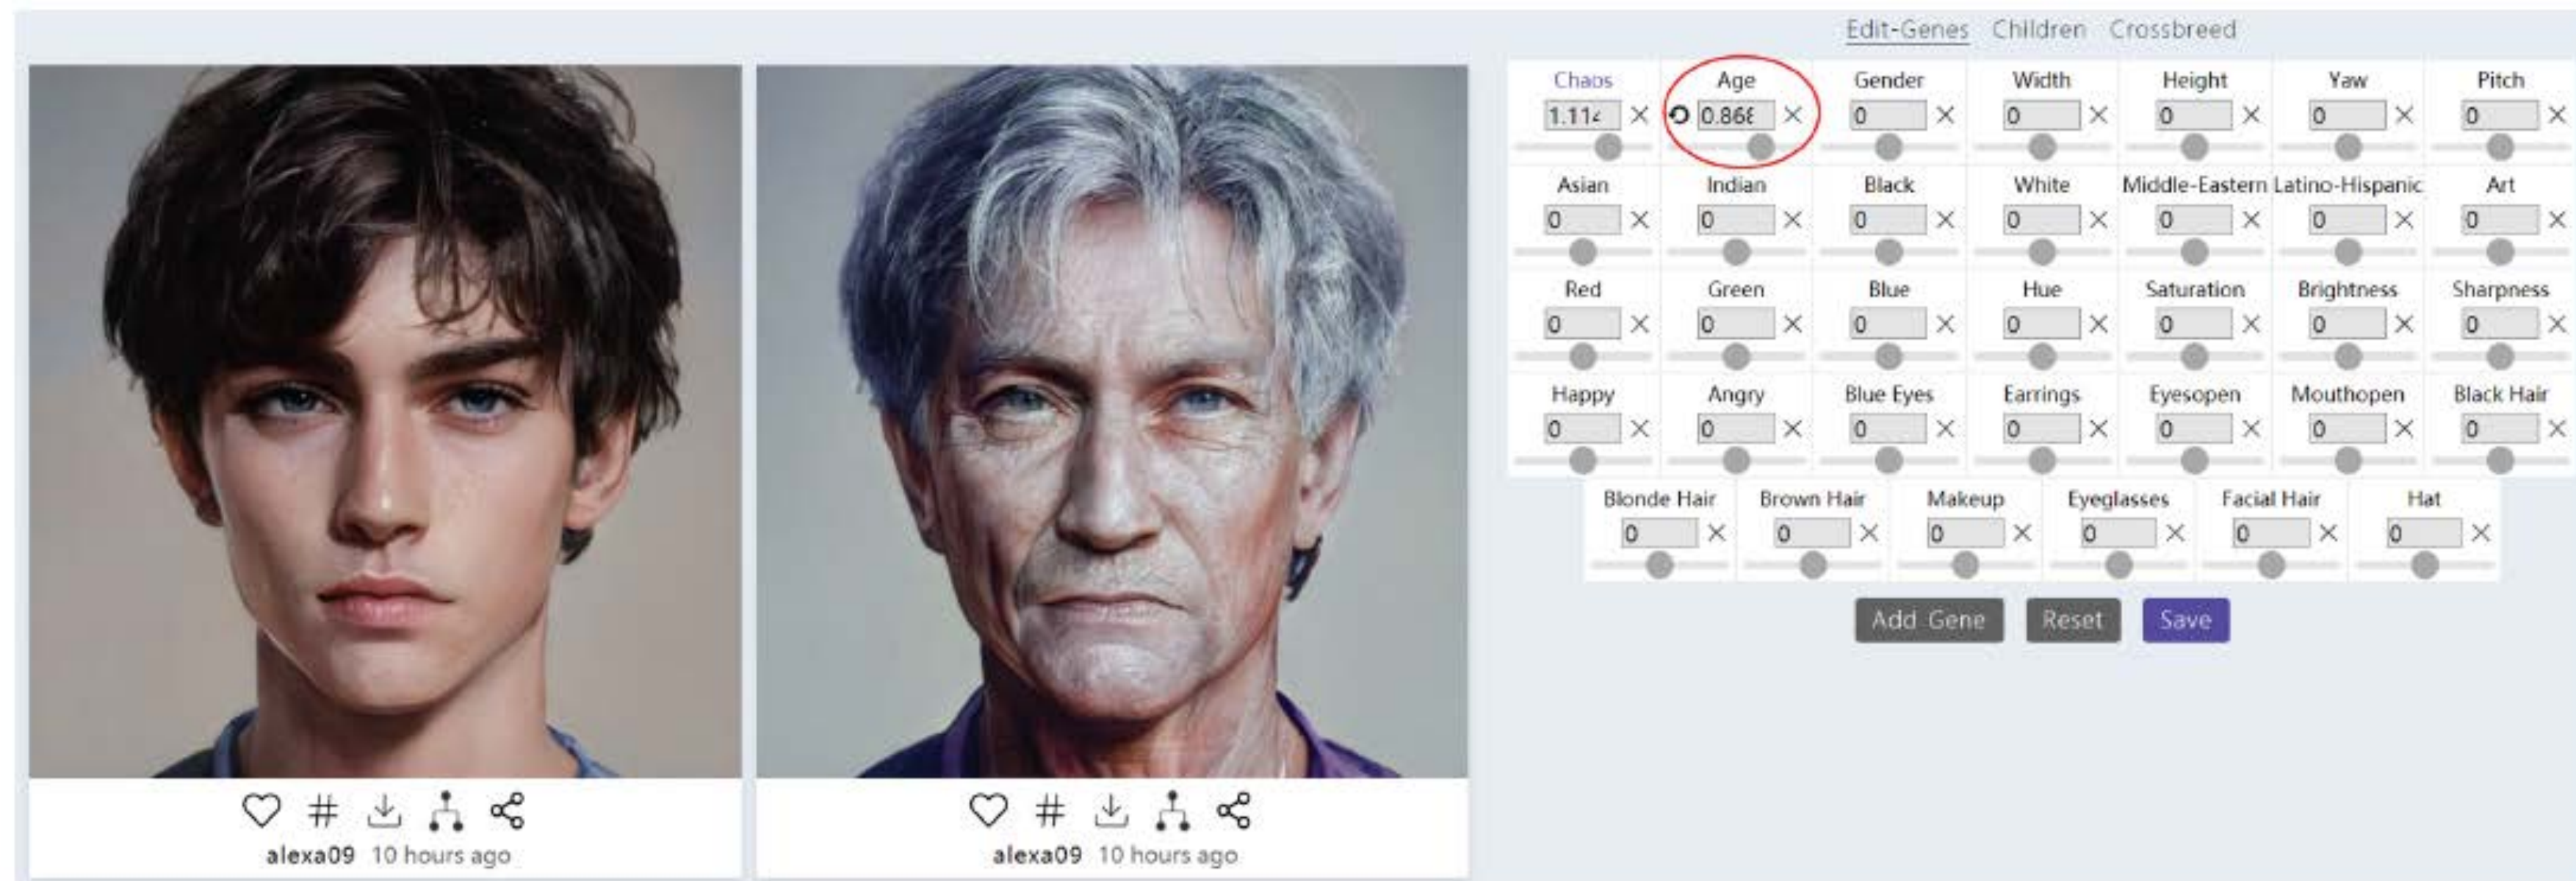 Edit-Genes Children Crossbreed
Chaos Age Gender Width Height Yaw Pitch
1.11 0.86 0 0 0 0 0
Asian Indian Black White Middle-Eastern Latino-Hispanic Art
0 0 0 0 0 0 0
Red Green Blue Hue Saturation Brightness Sharpness
0 0 0 0 0 0 0
Happy Angry Blue Eyes Earrings Eyesopen Mouthopen Black Hair
0 0 0 0 0 0 0
Blonde Hair Brown Hair Makeup Eyeglasses Facial Hair Hat
0 0 0 0 0 0
Add Gene Reset Save
alexa09 10 hours ago alexa09 10 hours ago